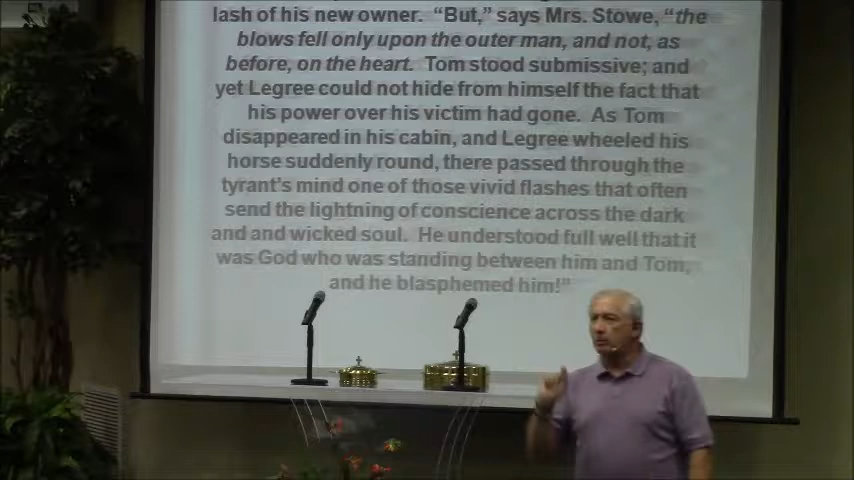 lash of his new owner. “But,” says Mrs. Stowe, “the
blows fell only upon the outer man, and not, as
before, on the heart. Tom stood submissive; and
yet Legree could not hide from himself the fact that
his power over his victim had gone. As Tom
disappeared in his cabin, and Legree wheeled his
horse suddenly round, there passed through the
tyrant's mind one of those vivid flashes that often
send the lightning of conscience across the dark
and and wicked soul. He understood full well that it
was God who was standing between him and Tom,
and he blasphemed him!”